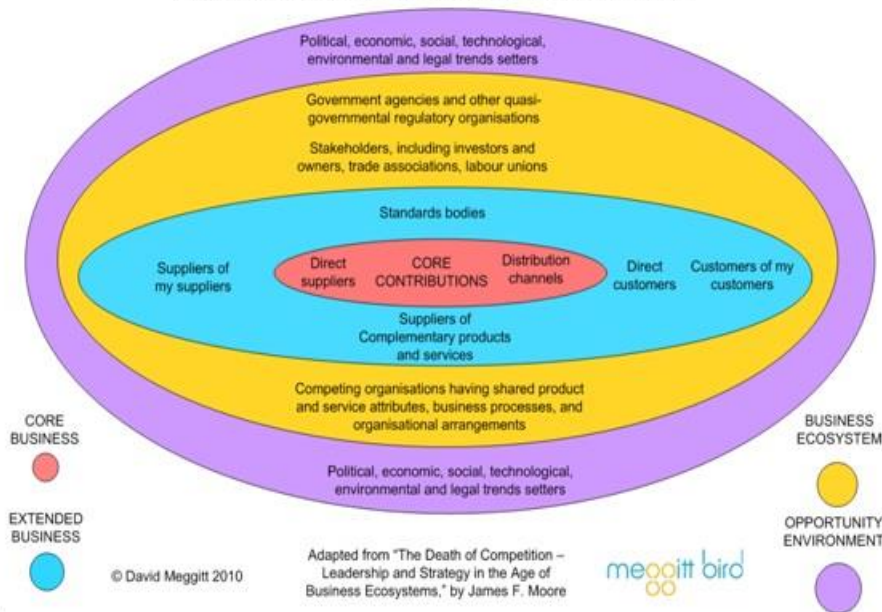 Political, economic, social, technological,
environmental and legal trends setters
Government agencies and other quasi-
governmental regulatory organisations
Stakeholders, including investors and
owners, trade associations, labour unions
Standards bodies
Suppliers of
my suppliers
Direct
suppliers
CORE
CONTRIBUTIONS
Distribution
channels
Direct
customers
Customers of my
customers
Suppliers of
Complementary products
and services
Competing organisations having shared product
and service attributes, business processes, and
organisational arrangements
Political, economic, social, technological,
environmental and legal trends setters
CORE
BUSINESS
EXTENDED
BUSINESS
BUSINESS
ECOSYSTEM
OPPORTUNITY
ENVIRONMENT
© David Meggitt 2010
Adapted from “The Death of Competition –
Leadership and Strategy in the Age of
Business Ecosystems,” by James F. Moore
meggitt bird